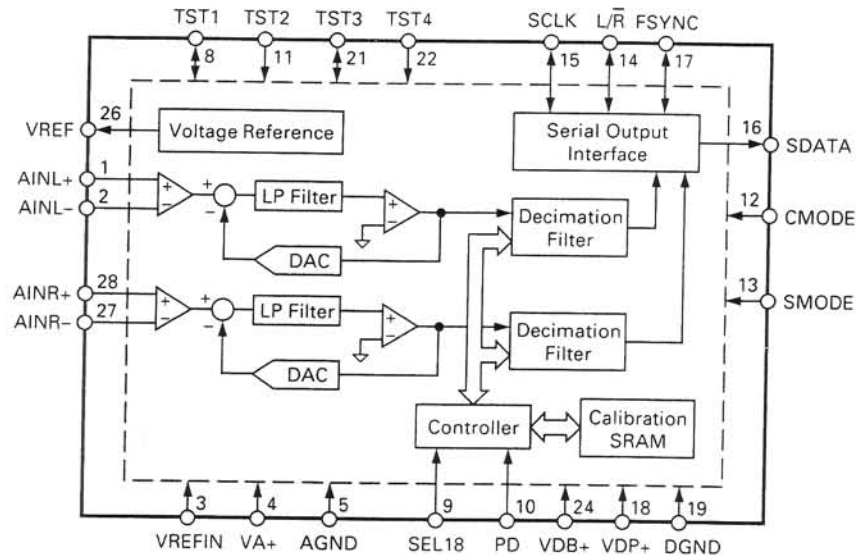 TST1 TST2 TST3 TST4 SCLK L/R̅ FSYNC
8 11 21 22 15 14 17
26
VREF
Voltage Reference
Serial Output
Interface
16
SDATA
1
AINL+
2
AINL-
+
−
+
−
LP Filter
+
−
DAC
Decimation
Filter
12
CMODE
28
AINR+
27
AINR-
+
−
+
−
LP Filter
+
−
DAC
Decimation
Filter
13
SMODE
Controller
Calibration
SRAM
3 4 5 9 10 24 18 19
VREFIN VA+ AGND SEL18 PD VDB+ VDP+ DGND